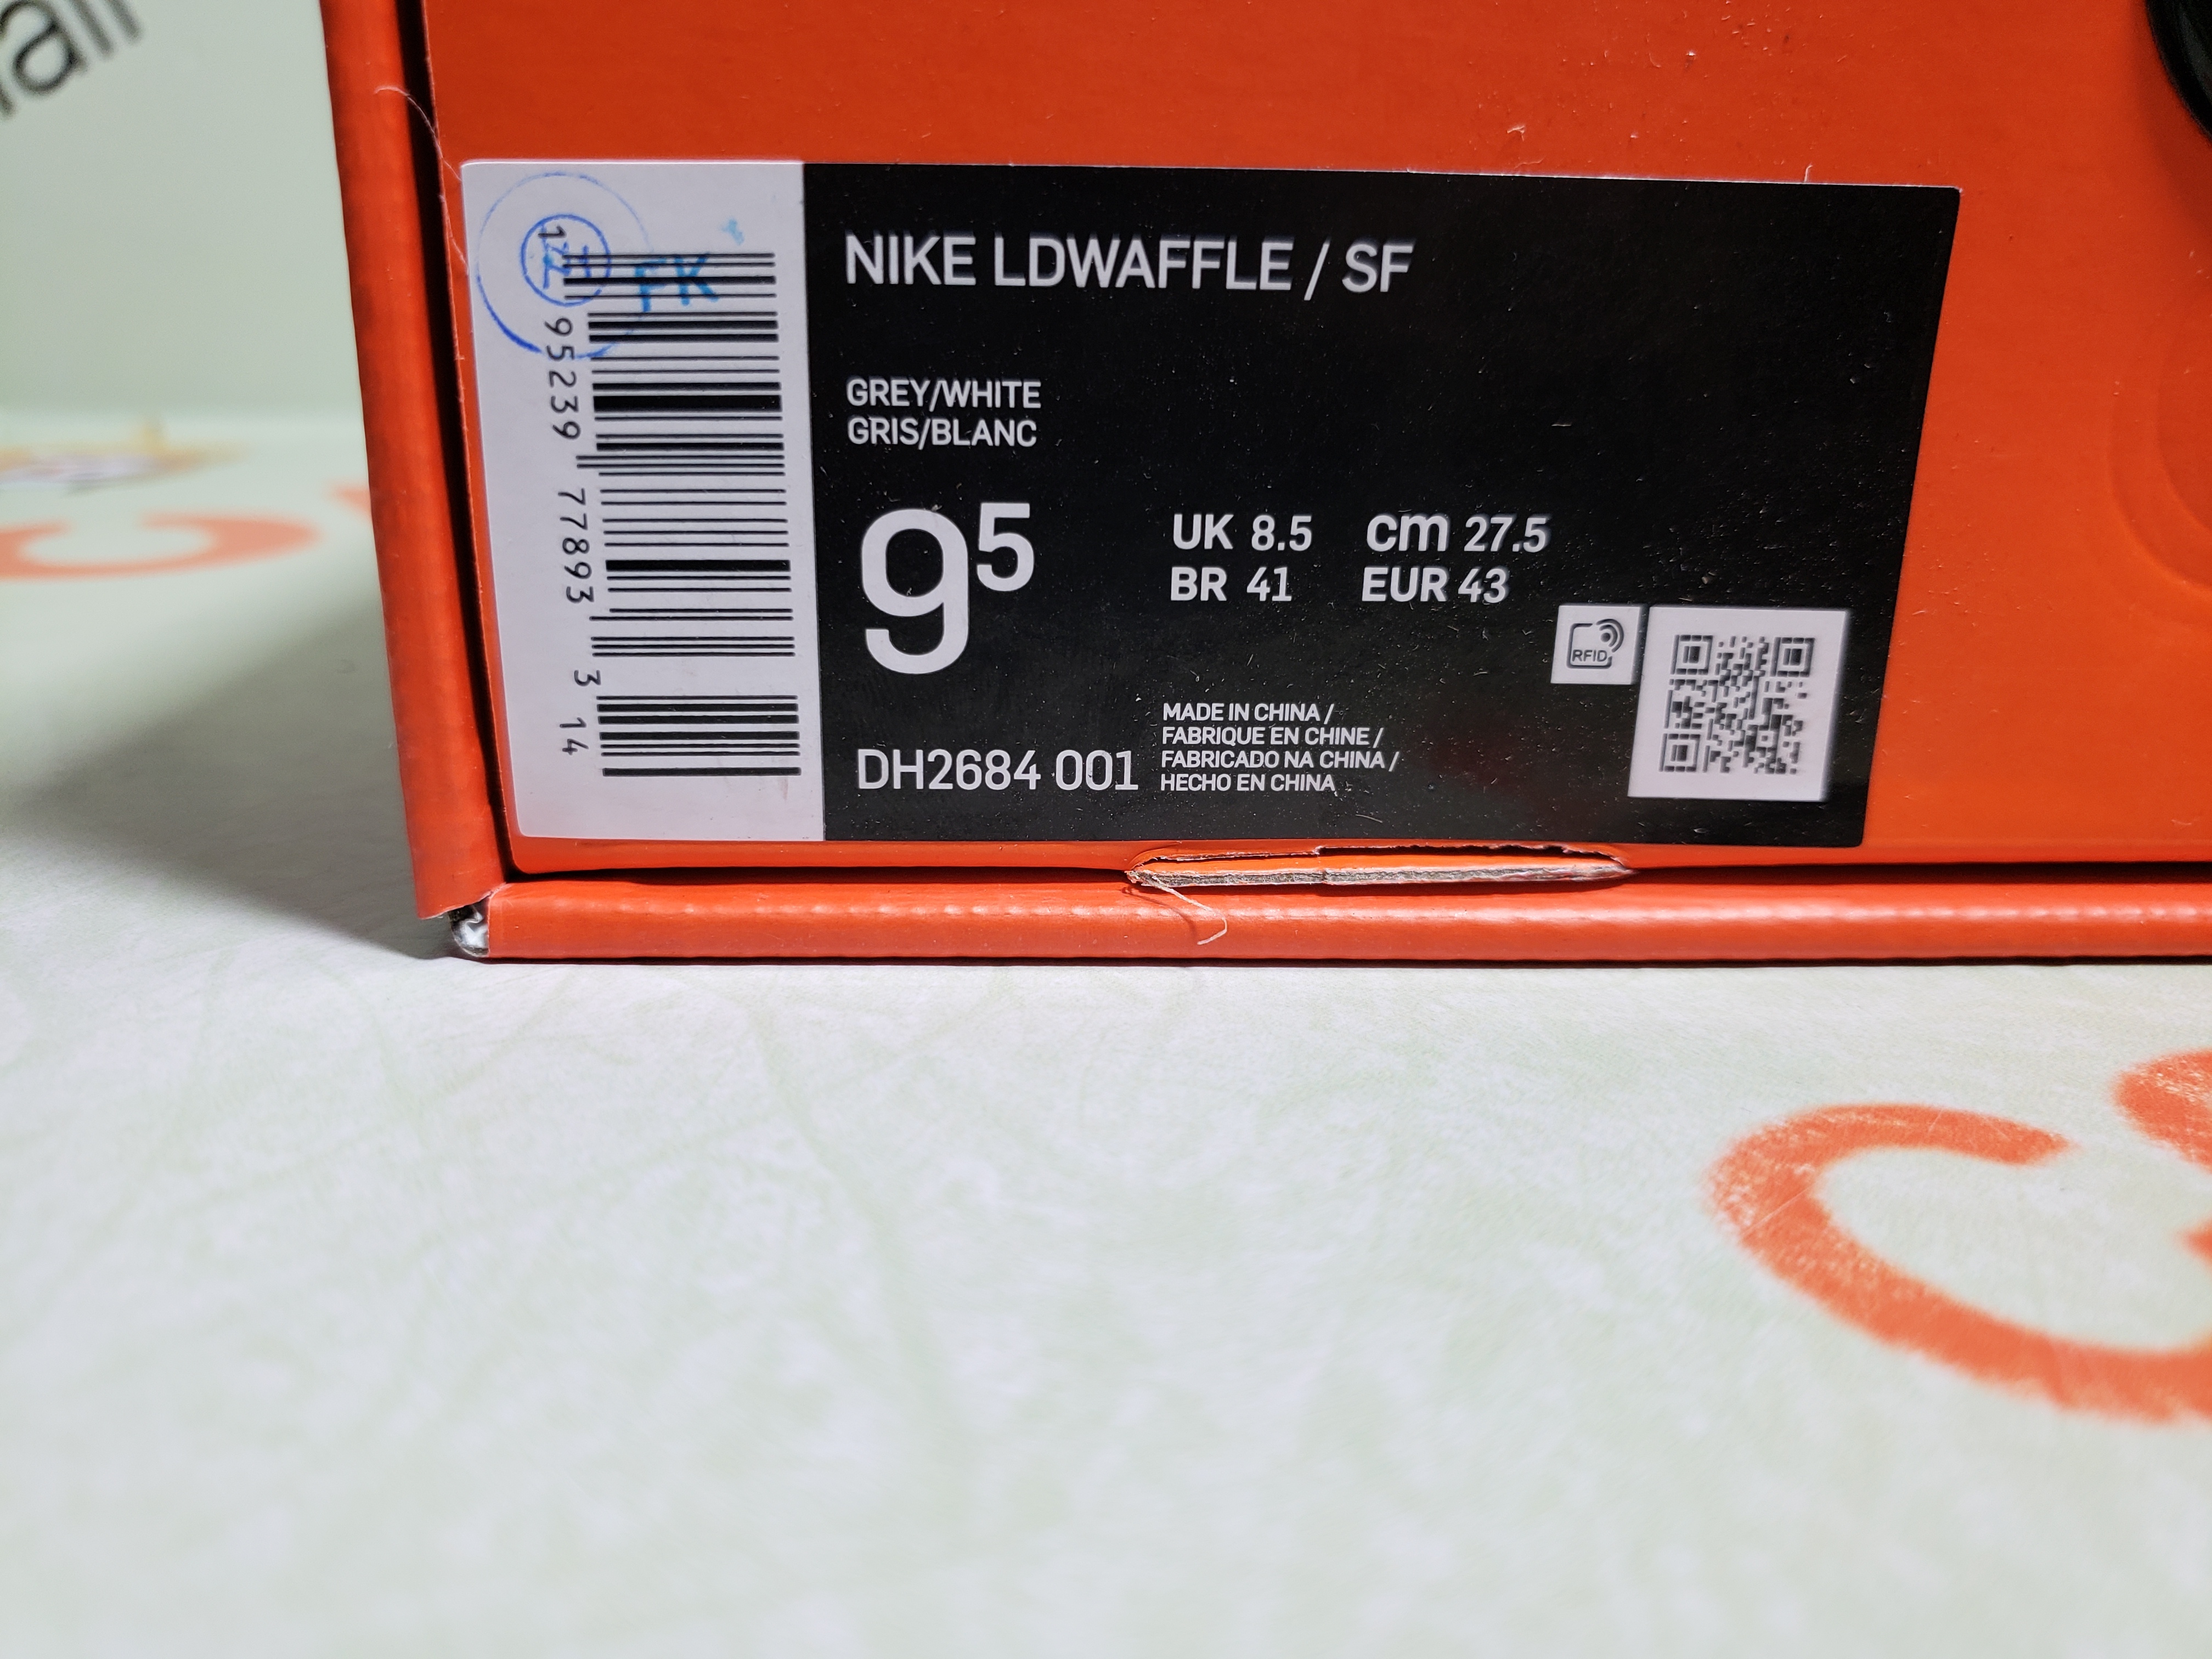 NIKE LDWAFFLE / SF
GREY/WHITE
GRIS/BLANC
9⁵
UK 8.5 cm 27.5
BR 41 EUR 43
RFID
MADE IN CHINA /
FABRIQUE EN CHINE /
FABRICADO NA CHINA /
HECHO EN CHINA
DH2684 001
1 95239 77893 3 14
FK